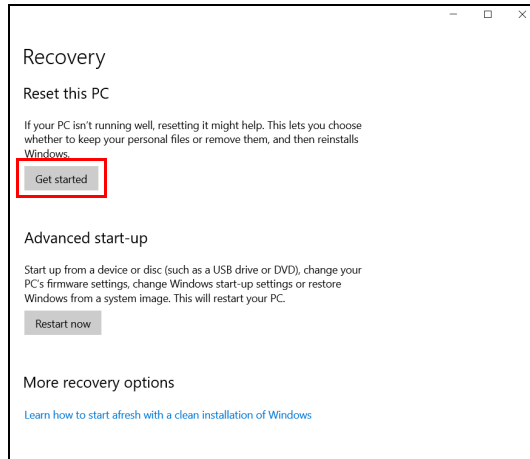 Recovery
Reset this PC
If your PC isn't running well, resetting it might help. This lets you choose
whether to keep your personal files or remove them, and then reinstalls
Windows.
Get started
Advanced start-up
Start up from a device or disc (such as a USB drive or DVD), change your
PC's firmware settings, change Windows start-up settings or restore
Windows from a system image. This will restart your PC.
Restart now
More recovery options
Learn how to start afresh with a clean installation of Windows